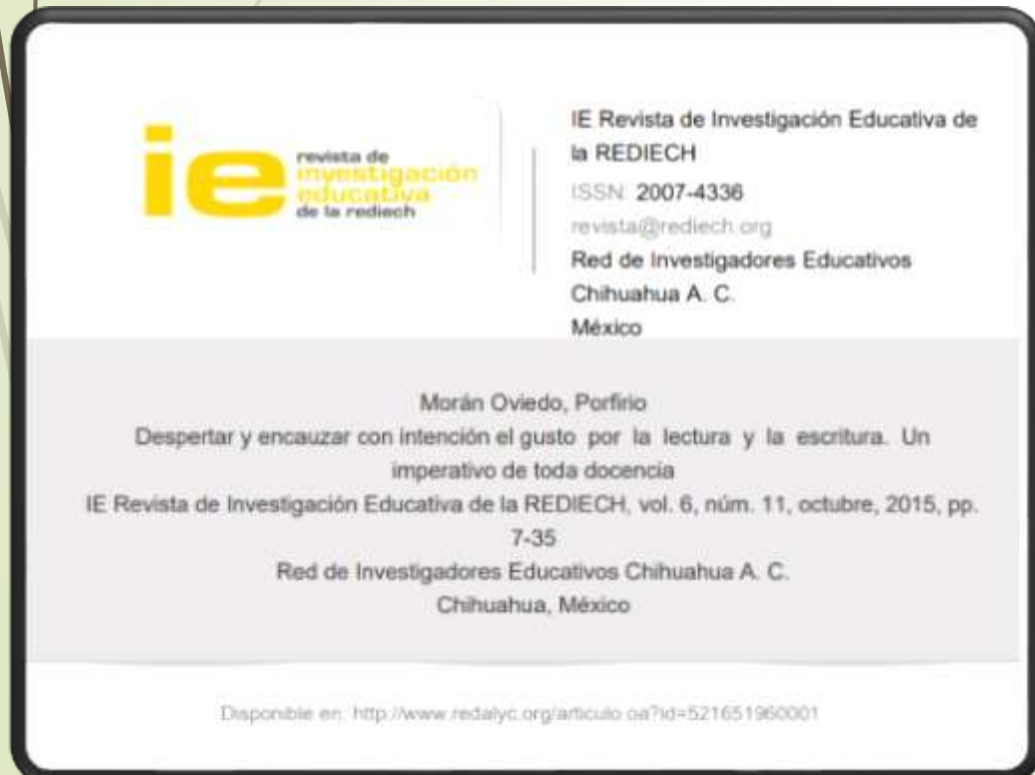 ie
revista de
investigación
educativa
de la rediech
IE Revista de Investigación Educativa de
la REDIECH
ISSN: 2007-4336
revista@rediech.org
Red de Investigadores Educativos
Chihuahua A. C.
México
Morán Oviedo, Porfirio
Despertar y encauzar con intención el gusto por la lectura y la escritura. Un
imperativo de toda docencia
IE Revista de Investigación Educativa de la REDIECH, vol. 6, núm. 11, octubre, 2015, pp.
7-35
Red de Investigadores Educativos Chihuahua A. C.
Chihuahua, México
Disponible en: http://www.redalyc.org/articulo.oa?id=521651960001